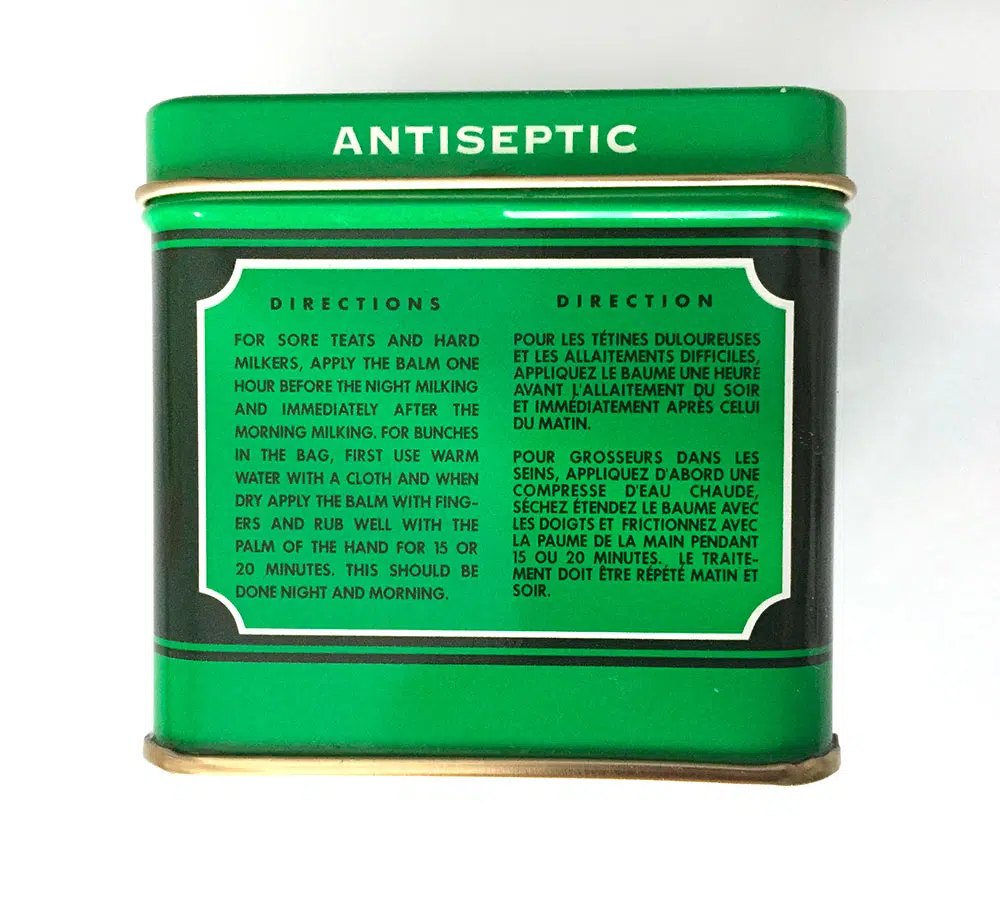 ANTISEPTIC
DIRECTIONS
FOR SORE TEATS AND HARD
MILKERS, APPLY THE BALM ONE
HOUR BEFORE THE NIGHT MILKING
AND IMMEDIATELY AFTER THE
MORNING MILKING. FOR BUNCHES
IN THE BAG, FIRST USE WARM
WATER WITH A CLOTH AND WHEN
DRY APPLY THE BALM WITH FING-
ERS AND RUB WELL WITH THE
PALM OF THE HAND FOR 15 OR
20 MINUTES. THIS SHOULD BE
DONE NIGHT AND MORNING.
DIRECTION
POUR LES TÉTINES DULOUREUSES
ET LES ALLAITEMENTS DIFFICILES,
APPLIQUEZ LE BAUME UNE HEURE
AVANT L'ALLAITEMENT DU SOIR
ET IMMÉDIATEMENT APRÈS CELUI
DU MATIN.
POUR GROSSEURS DANS LES
SEINS, APPLIQUEZ D'ABORD UNE
COMPRESSE D'EAU CHAUDE,
SÉCHEZ ÉTENDEZ LE BAUME AVEC
LES DOIGTS ET FRICTIONNEZ AVEC
LA PAUME DE LA MAIN PENDANT
15 OU 20 MINUTES. LE TRAITE-
MENT DOIT ÊTRE RÉPÉTÉ MATIN ET
SOIR.